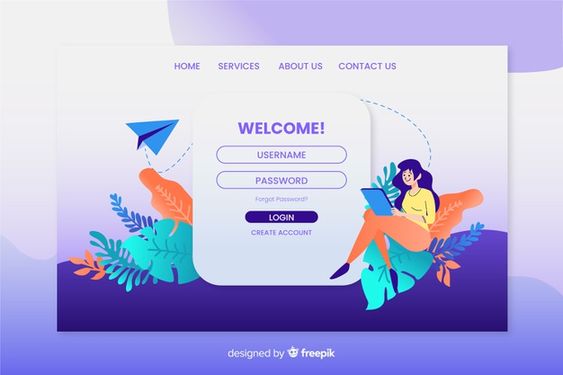 HOME SERVICES ABOUT US CONTACT US
WELCOME!
USERNAME
PASSWORD
Forgot Password?
LOGIN
CREATE ACCOUNT
designed by freepik